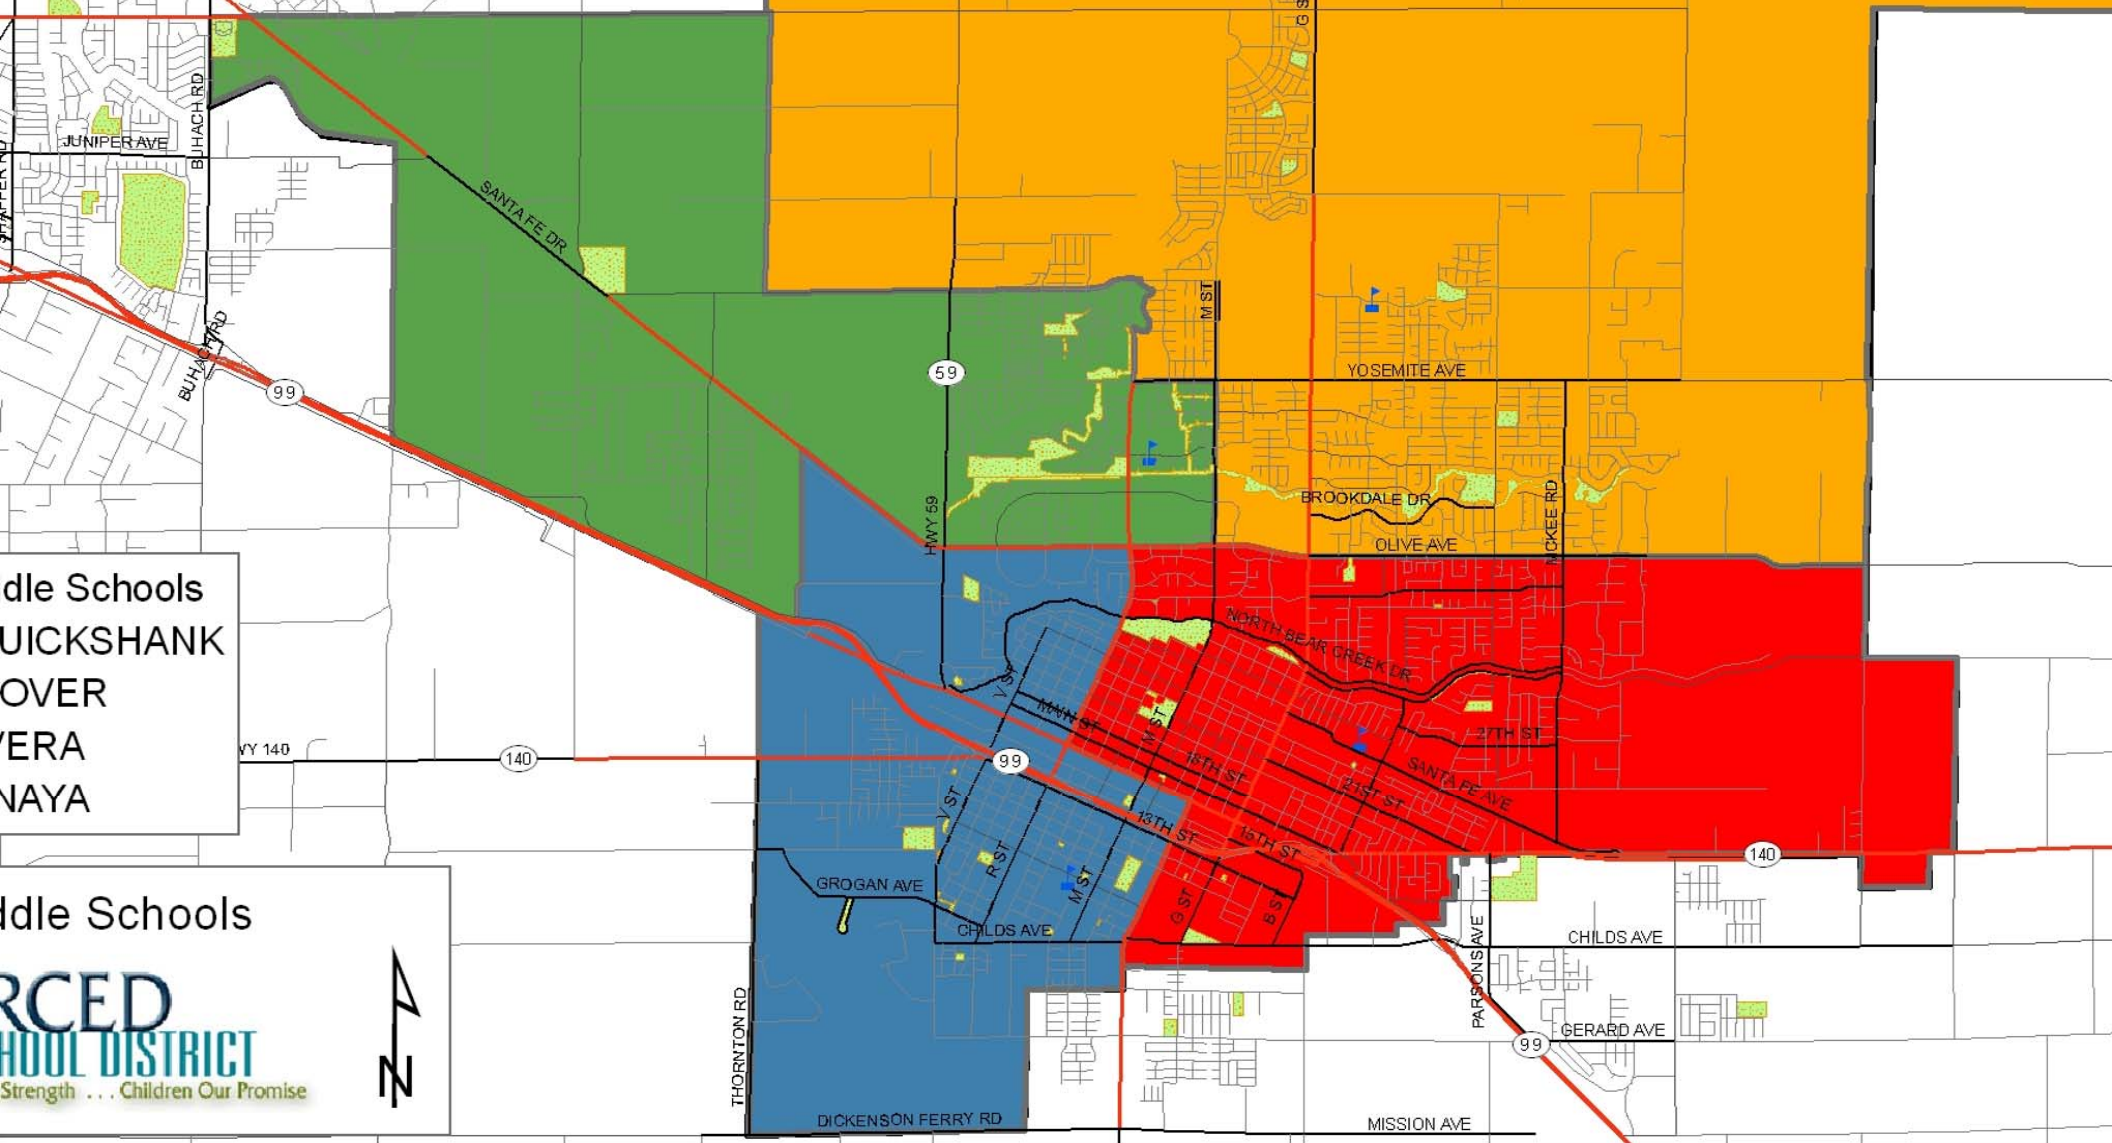 G S
BUHACH RD
JUNIPER AVE
SHAFFER RD
SANTA FE DR
M ST
BUHACH RD
99
59
YOSEMITE AVE
HWY 59
BROOKDALE DR
MCKEE RD
OLIVE AVE
ddle Schools
UICKSHANK
OVER
VERA
NAYA
NORTH BEAR CREEK DR
V ST
MAIN ST
M ST
27TH ST
WY 140
140
99
18TH ST
SANTA FE AVE
21ST ST
V ST
13TH ST
15TH ST
140
R ST
M ST
GROGAN AVE
G ST
B ST
CHILDS AVE
PARSONS AVE
CHILDS AVE
ddle Schools
RCED
HOOL DISTRICT
Strength . . . Children Our Promise
N
THORNTON RD
GERARD AVE
99
DICKENSON FERRY RD
MISSION AVE